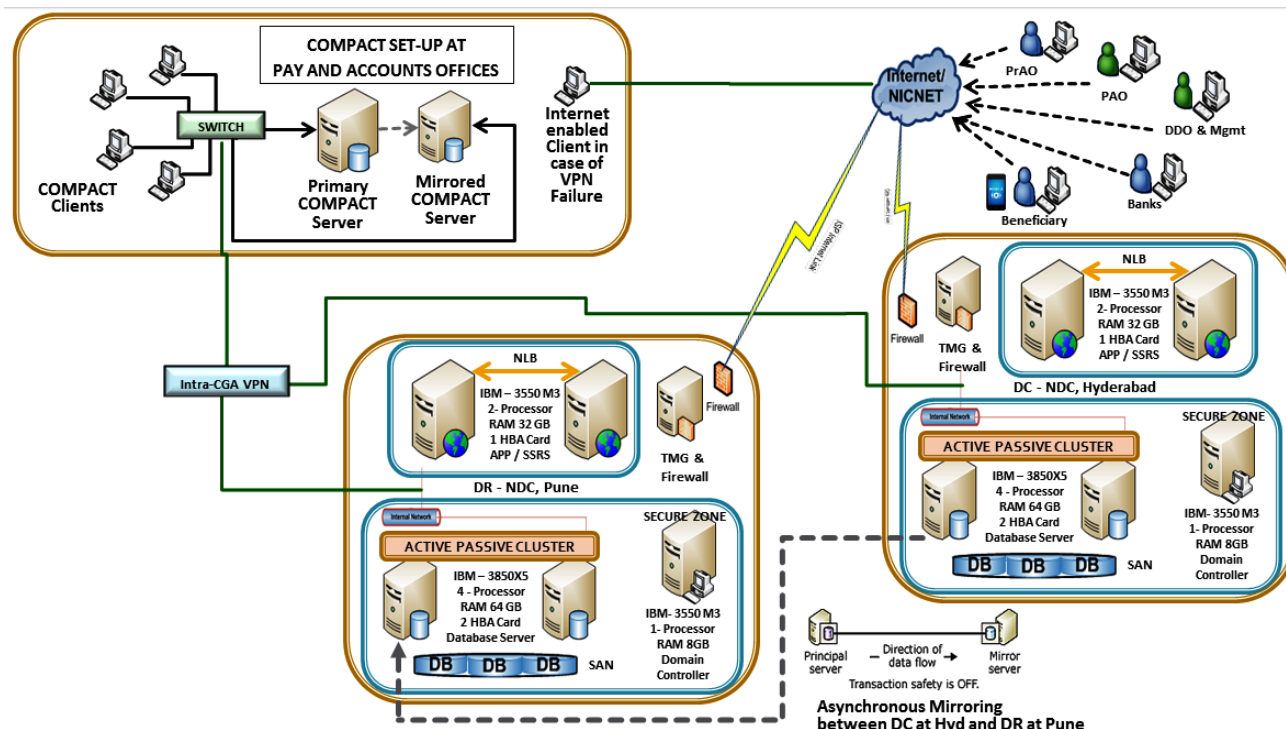 COMPACT SET-UP AT
PAY AND ACCOUNTS OFFICES
SWITCH
COMPACT
Clients
Primary
COMPACT
Server
Mirrored
COMPACT
Server
Internet
enabled
Client in
case of
VPN
Failure
Internet/
NICNET
PrAO
PAO
DDO & Mgmt
Banks
Beneficiary
ISP Internet Link
Intra-CGA VPN
NLB
IBM – 3550 M3
2- Processor
RAM 32 GB
1 HBA Card
APP / SSRS
TMG &
Firewall
Firewall
DR - NDC, Pune
Internal Network
ACTIVE PASSIVE CLUSTER
IBM – 3850X5
4 - Processor
RAM 64 GB
2 HBA Card
Database Server
SECURE ZONE
IBM- 3550 M3
1- Processor
RAM 8GB
Domain
Controller
DB DB DB
SAN
Firewall
TMG &
Firewall
NLB
IBM – 3550 M3
2- Processor
RAM 32 GB
1 HBA Card
APP / SSRS
DC - NDC, Hyderabad
Internal Network
ACTIVE PASSIVE CLUSTER
IBM – 3850X5
4 - Processor
RAM 64 GB
2 HBA Card
Database Server
SECURE ZONE
IBM- 3550 M3
1- Processor
RAM 8GB
Domain
Controller
DB DB DB
SAN
Principal
server
Direction of
data flow
Mirror
server
Transaction safety is OFF.
Asynchronous Mirroring
between DC at Hyd and DR at Pune